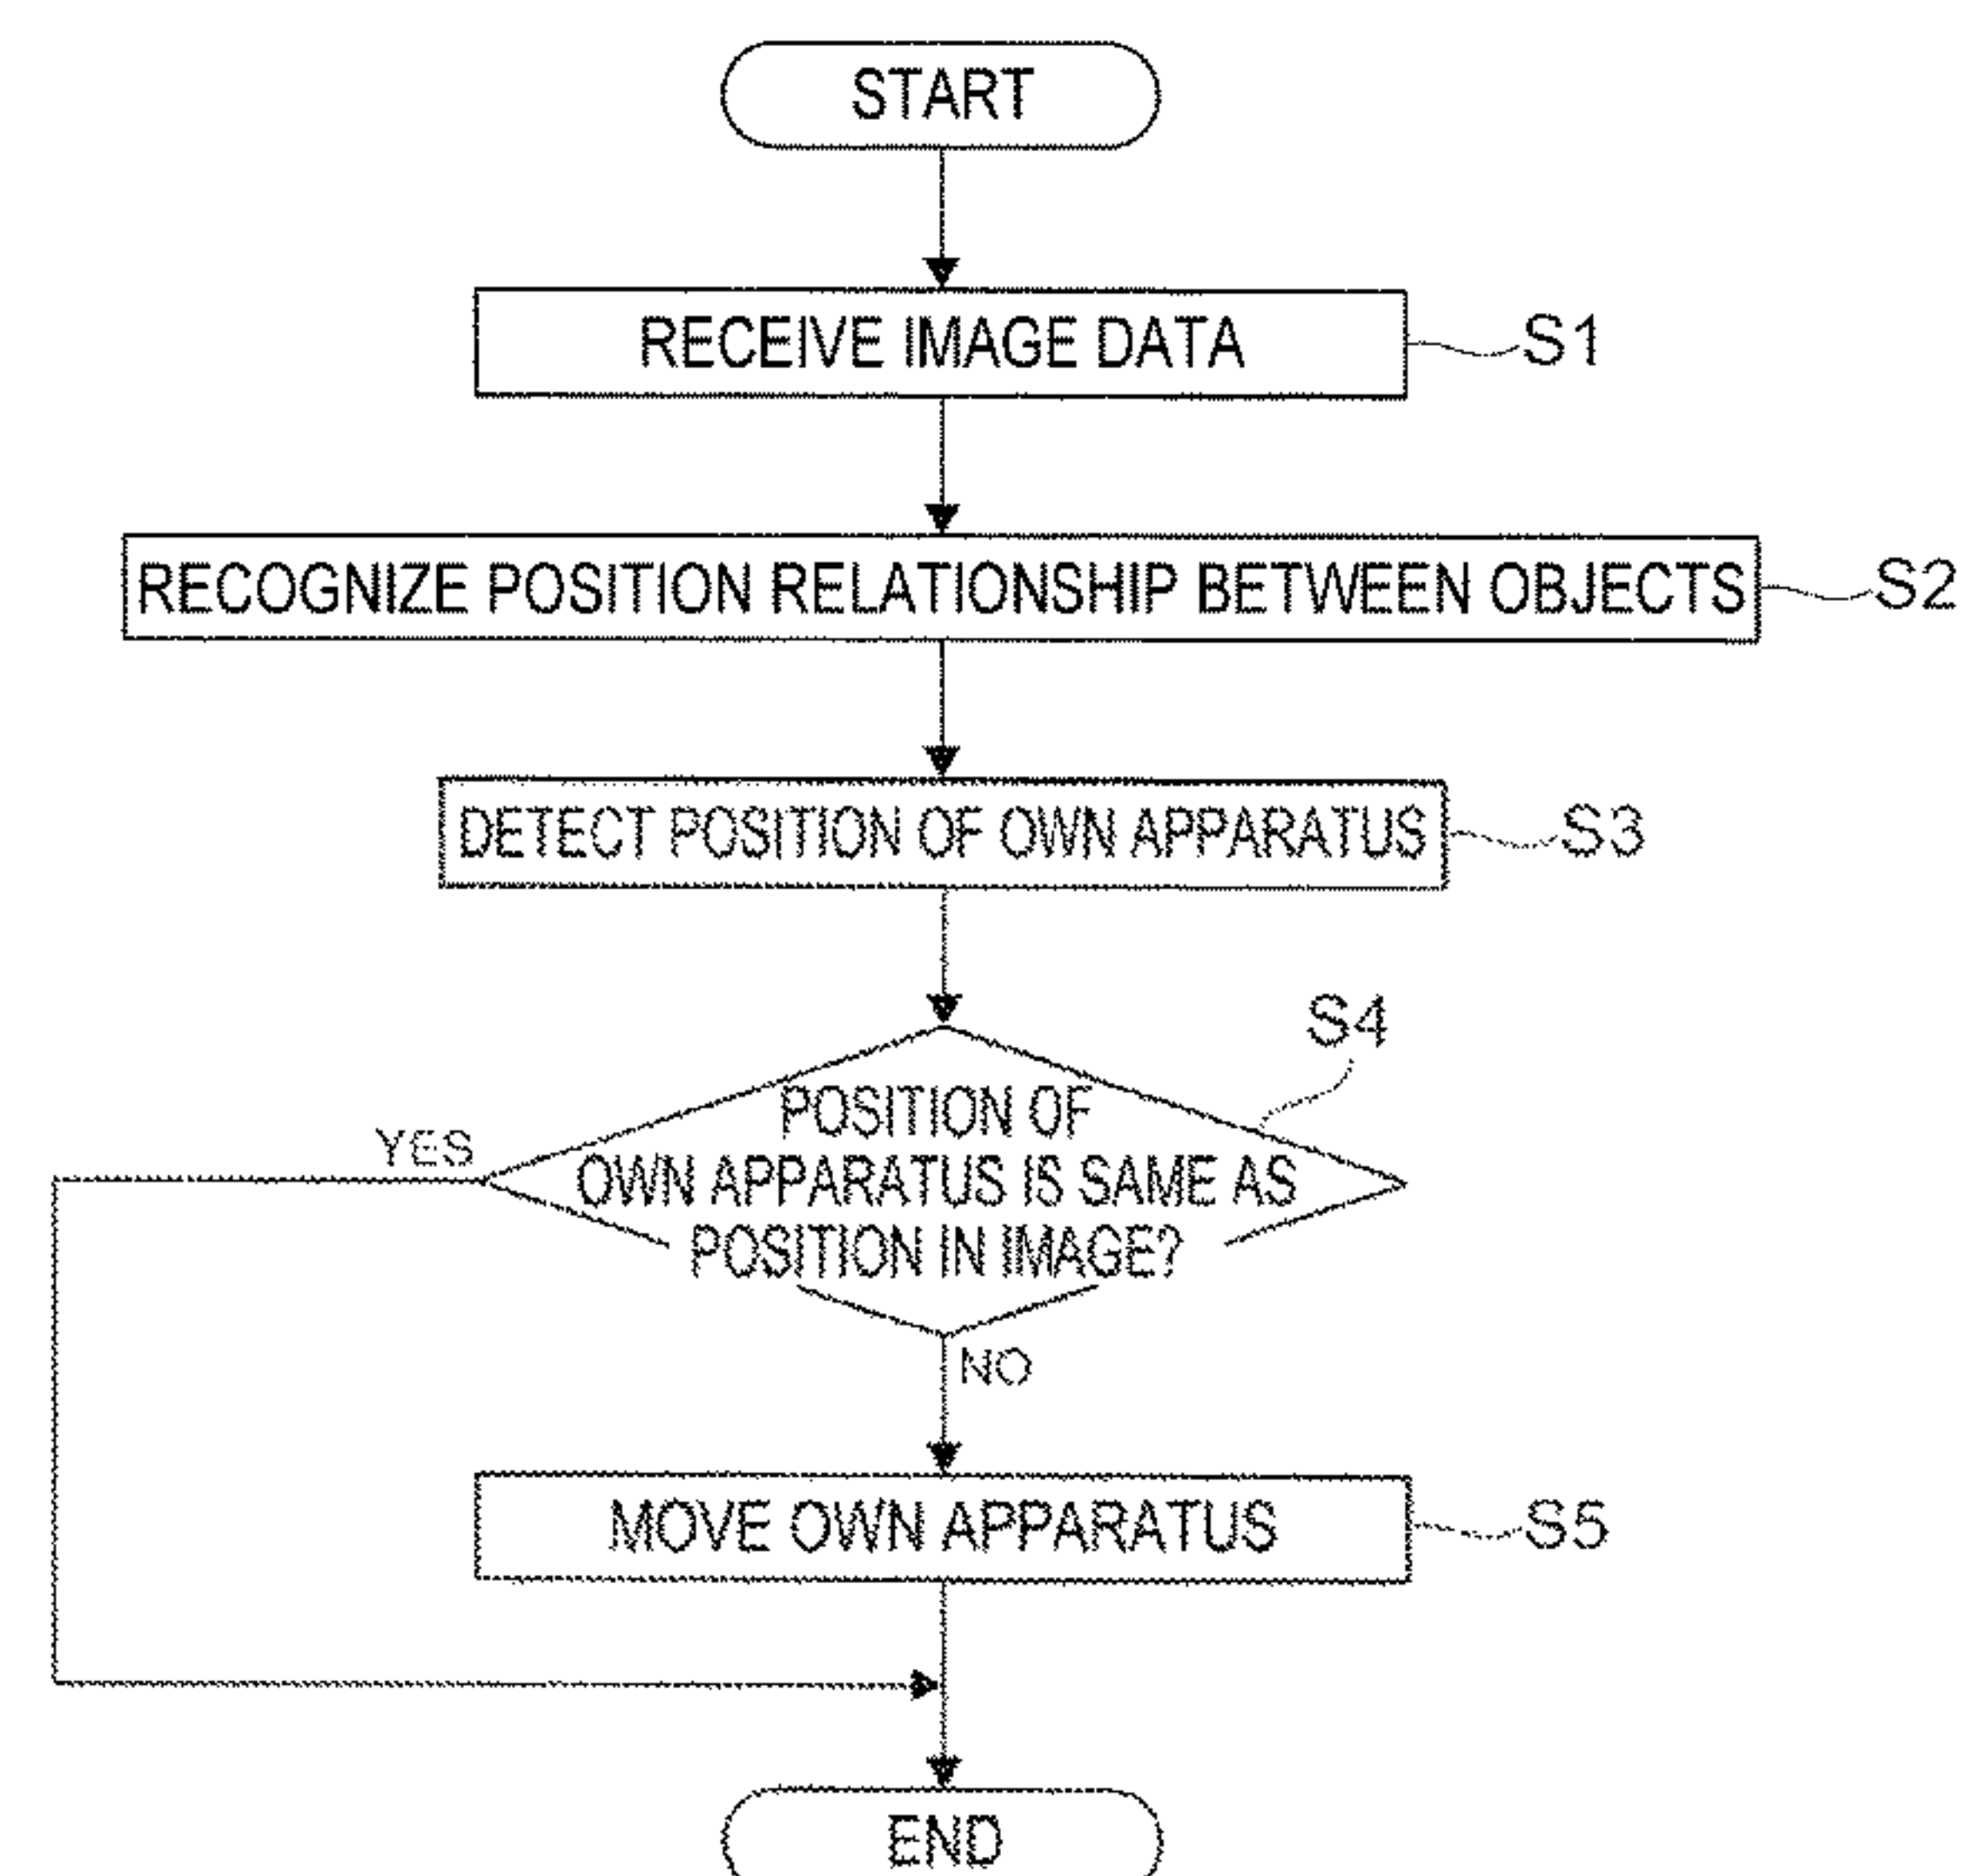 START
RECEIVE IMAGE DATA
S1
RECOGNIZE POSITION RELATIONSHIP BETWEEN OBJECTS
S2
DETECT POSITION OF OWN APPARATUS
S3
S4
POSITION OF
OWN APPARATUS IS SAME AS
POSITION IN IMAGE?
YES
NO
MOVE OWN APPARATUS
S5
END